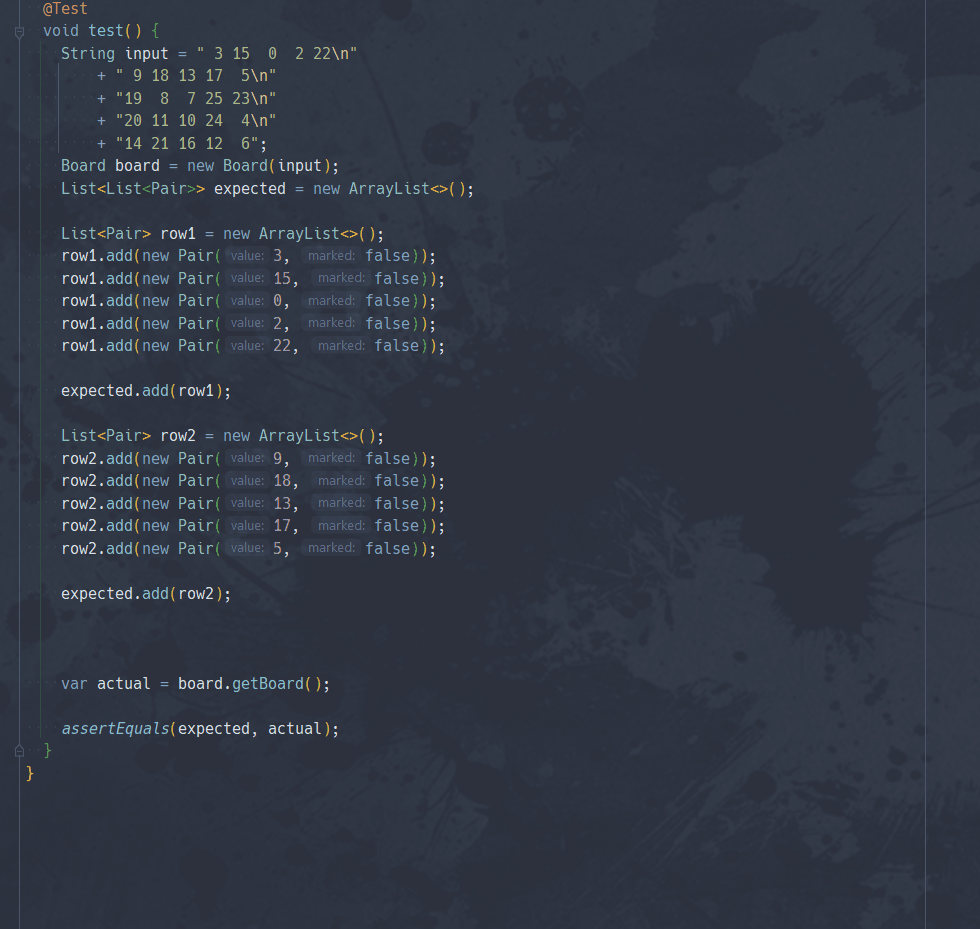 @Test
void test() {
String input = " 3 15  0  2 22\n"
+ " 9 18 13 17  5\n"
+ "19  8  7 25 23\n"
+ "20 11 10 24  4\n"
+ "14 21 16 12  6";
Board board = new Board(input);
List<List<Pair>> expected = new ArrayList<>();
List<Pair> row1 = new ArrayList<>();
row1.add(new Pair( value: 3, marked: false));
row1.add(new Pair( value: 15, marked: false));
row1.add(new Pair( value: 0, marked: false));
row1.add(new Pair( value: 2, marked: false));
row1.add(new Pair( value: 22, marked: false));
expected.add(row1);
List<Pair> row2 = new ArrayList<>();
row2.add(new Pair( value: 9, marked: false));
row2.add(new Pair( value: 18, marked: false));
row2.add(new Pair( value: 13, marked: false));
row2.add(new Pair( value: 17, marked: false));
row2.add(new Pair( value: 5, marked: false));
expected.add(row2);
var actual = board.getBoard();
assertEquals(expected, actual);
}
}